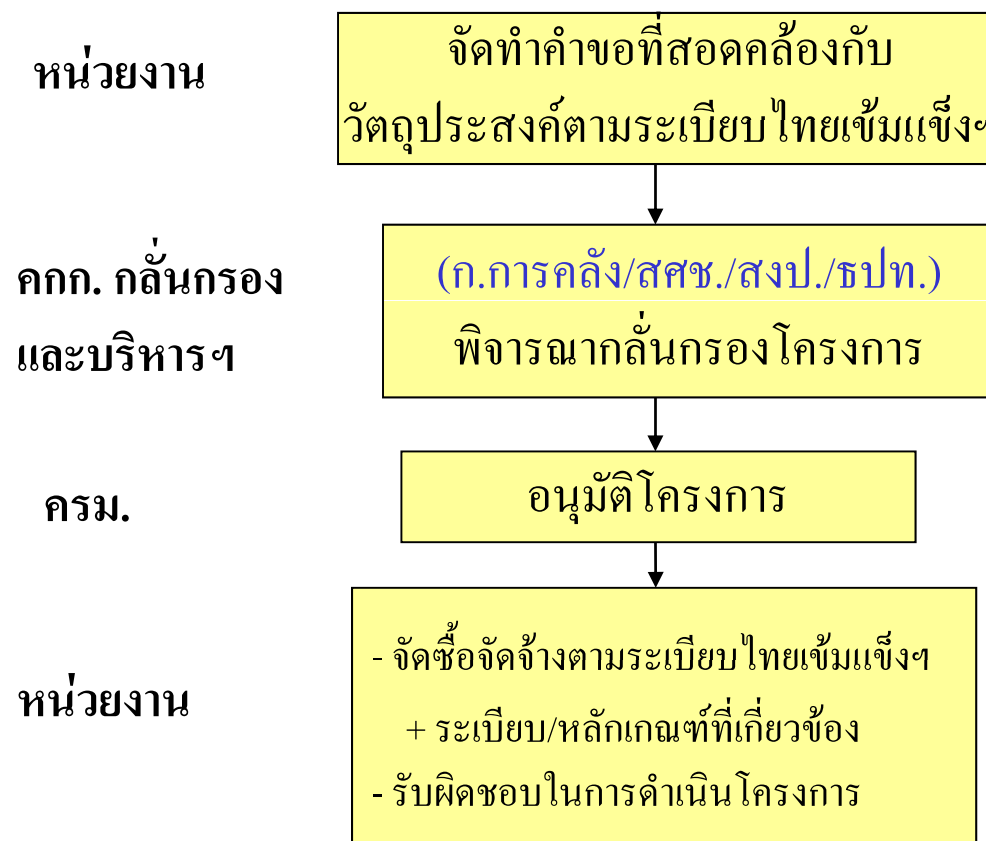 หน่วยงาน
จัดทำคำขอที่สอดคล้องกับ
วัตถุประสงค์ตามระเบียบไทยเข้มแข็งฯ
คกก. กลั่นกรอง
และบริหารฯ
(ก.การคลัง/สศช./สงป./ธปท.)
พิจารณากลั่นกรองโครงการ
ครม.
อนุมัติโครงการ
หน่วยงาน
- จัดซื้อจัดจ้างตามระเบียบไทยเข้มแข็งฯ
+ ระเบียบ/หลักเกณฑ์ที่เกี่ยวข้อง
- รับผิดชอบในการดำเนินโครงการ